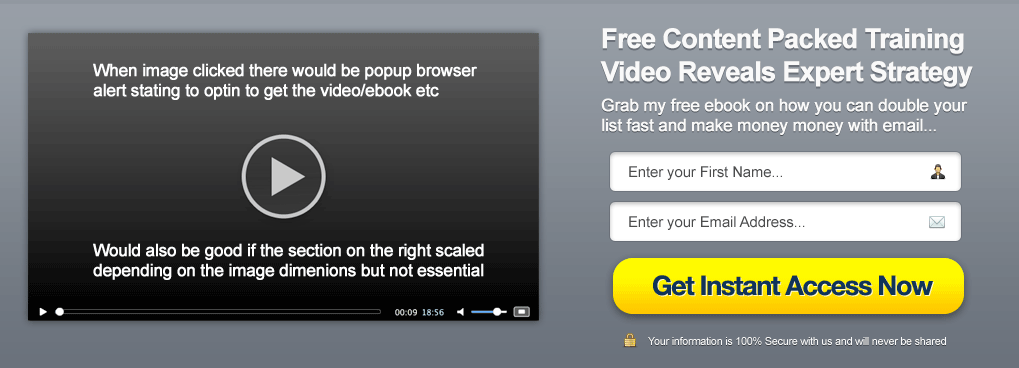 When image clicked there would be popup browser
alert stating to optin to get the video/ebook etc
Would also be good if the section on the right scaled
depending on the image dimenions but not essential
00:09 18:56
Free Content Packed Training
Video Reveals Expert Strategy
Grab my free ebook on how you can double your
list fast and make money money with email...
Enter your First Name...
Enter your Email Address...
Get Instant Access Now
Your information is 100% Secure with us and will never be shared